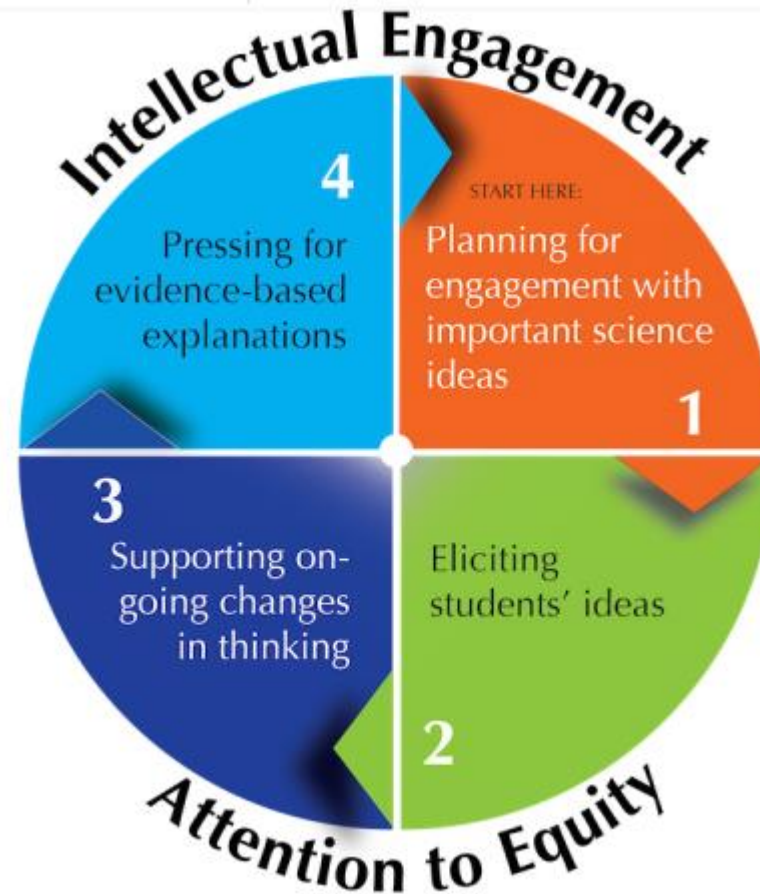 Intellectual Engagement
START HERE:
Planning for
engagement with
important science
ideas
1
Eliciting
students' ideas
2
3
Supporting on-
going changes
in thinking
4
Pressing for
evidence-based
explanations
Attention to Equity